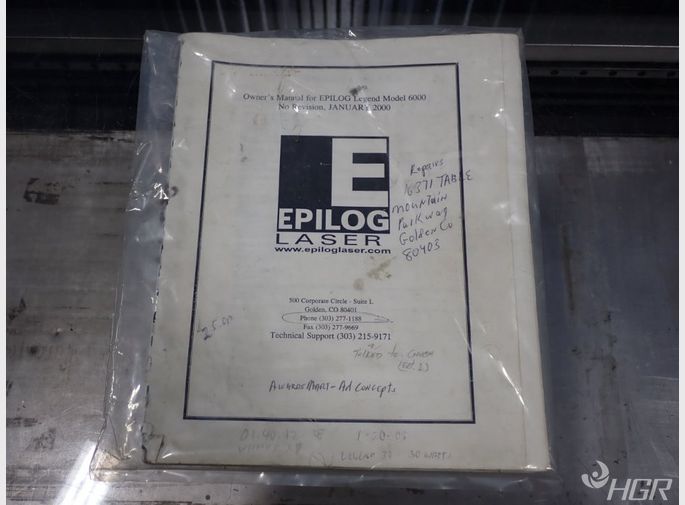 Owner's Manual for EPILOG Legend Model 6000
No Revision, JANUARY 2000
E
EPILOG
LASER
www.epiloglaser.com
Repairs
16371 TABLE
MOUNTAIN
Parkway
Golden Co
80403
500 Corporate Circle - Suite L
Golden, CO 80401
Phone (303) 277-1188
Fax (303) 277-9669
Technical Support (303) 215-9171
Talked to
AWARDS MART - Ad Concepts
HGR